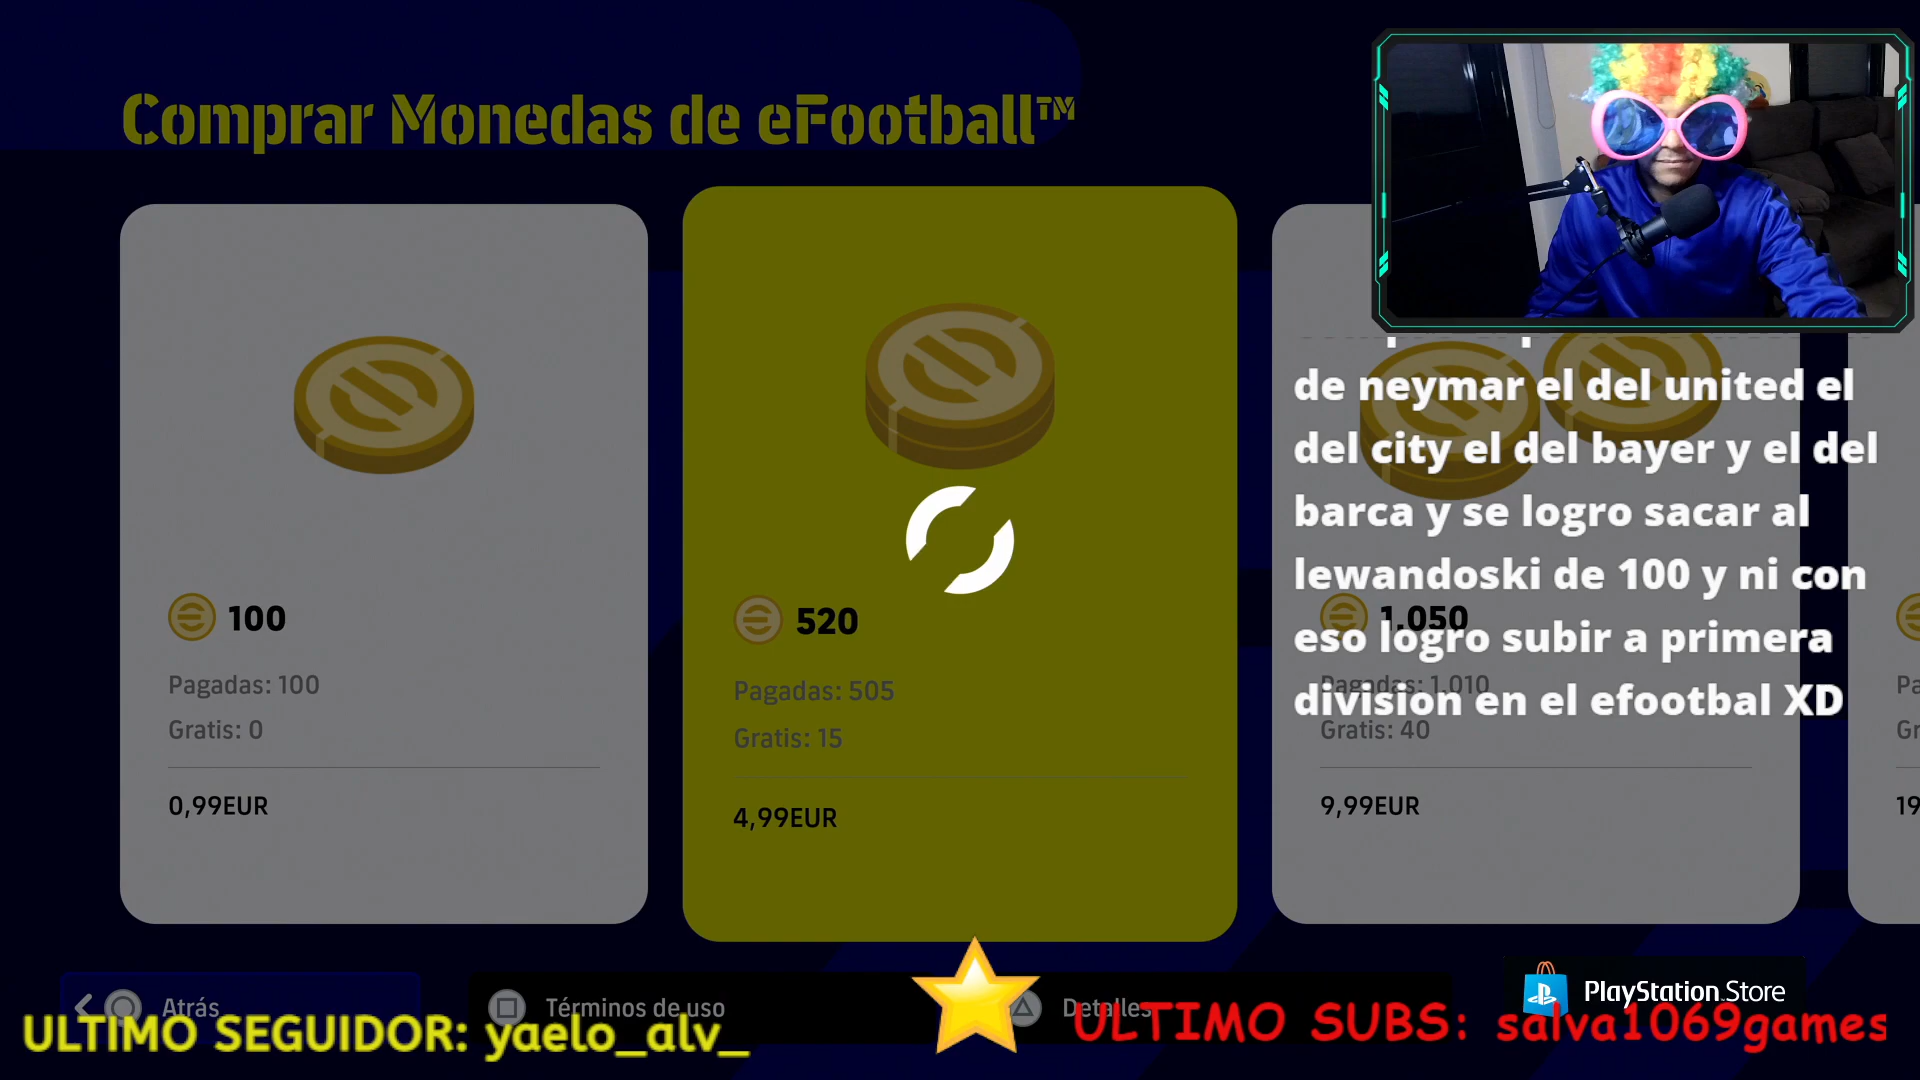 Comprar Monedas de eFootball™
100
Pagadas: 100
Gratis: 0
0,99EUR
520
Pagadas: 505
Gratis: 15
4,99EUR
1.050
Pagadas: 1.010
Gratis: 40
9,99EUR
19
de neymar el del united el
del city el del bayer y el del
barca y se logro sacar al
lewandoski de 100 y ni con
eso logro subir a primera
division en el efootbal XD
Atrás
Términos de uso
Detalles
PlayStation Store
ULTIMO SEGUIDOR: yaelo_alv_
ULTIMO SUBS: salva1069games